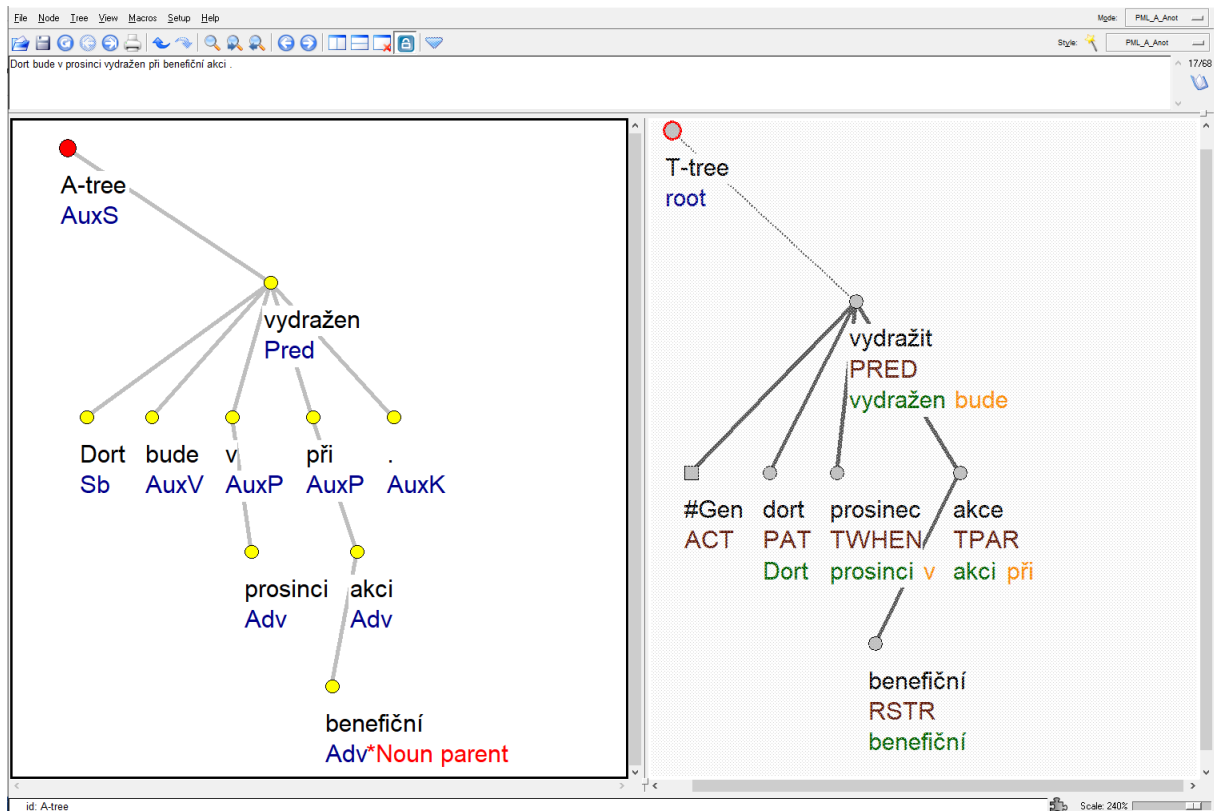 File Node Tree View Macros Setup Help
Mode: PML_A_Anot
Style: PML_A_Anot
Dort bude v prosinci vydražen při benefiční akci .
17/68
A-tree
AuxS
vydražen
Pred
Dort bude v při .
Sb AuxV AuxP AuxP AuxK
prosinci akci
Adv Adv
benefiční
Adv*Noun parent
T-tree
root
vydražit
PRED
vydražen bude
#Gen dort prosinec akce
ACT PAT TWHEN TPAR
Dort prosinci v akci při
benefiční
RSTR
benefiční
id: A-tree
Scale: 240%